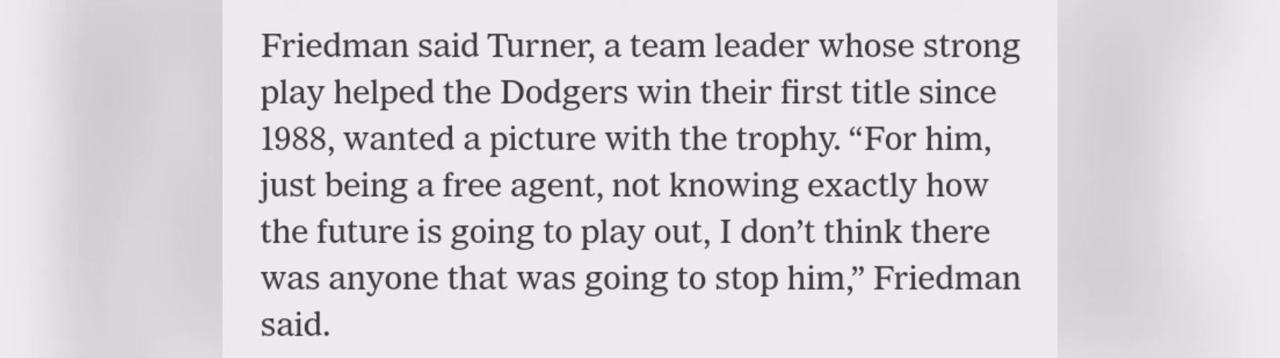 Friedman said Turner, a team leader whose strong
play helped the Dodgers win their first title since
1988, wanted a picture with the trophy. “For him,
just being a free agent, not knowing exactly how
the future is going to play out, I don’t think there
was anyone that was going to stop him,” Friedman
said.